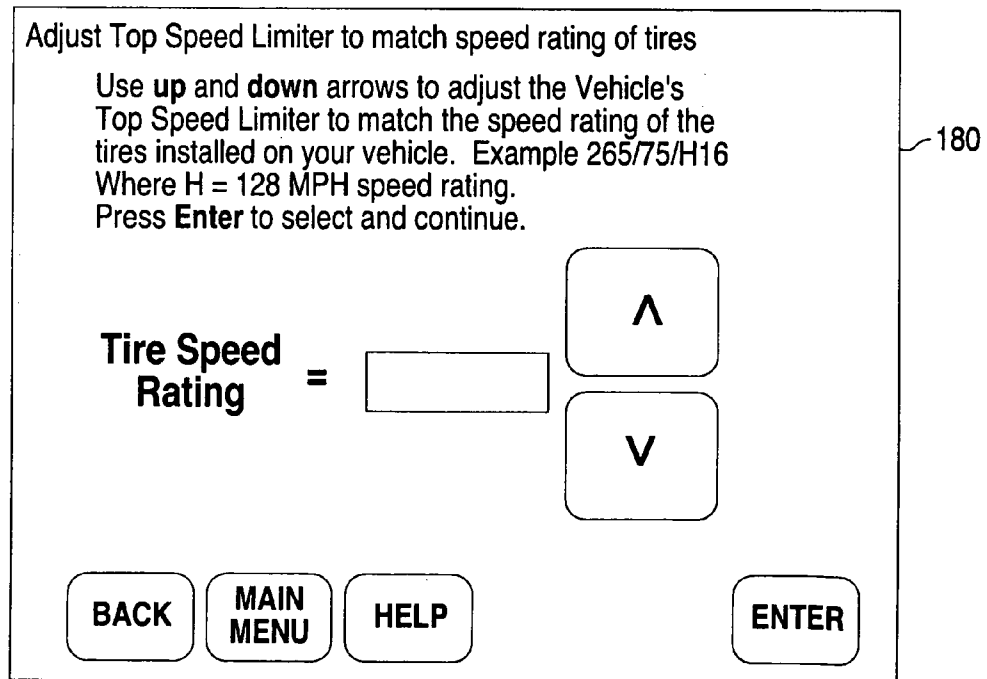 Adjust Top Speed Limiter to match speed rating of tires
Use up and down arrows to adjust the Vehicle's
Top Speed Limiter to match the speed rating of the
tires installed on your vehicle. Example 265/75/H16
Where H = 128 MPH speed rating.
Press Enter to select and continue.
180
Tire Speed
Rating =
Λ
V
BACK
MAIN
MENU
HELP
ENTER